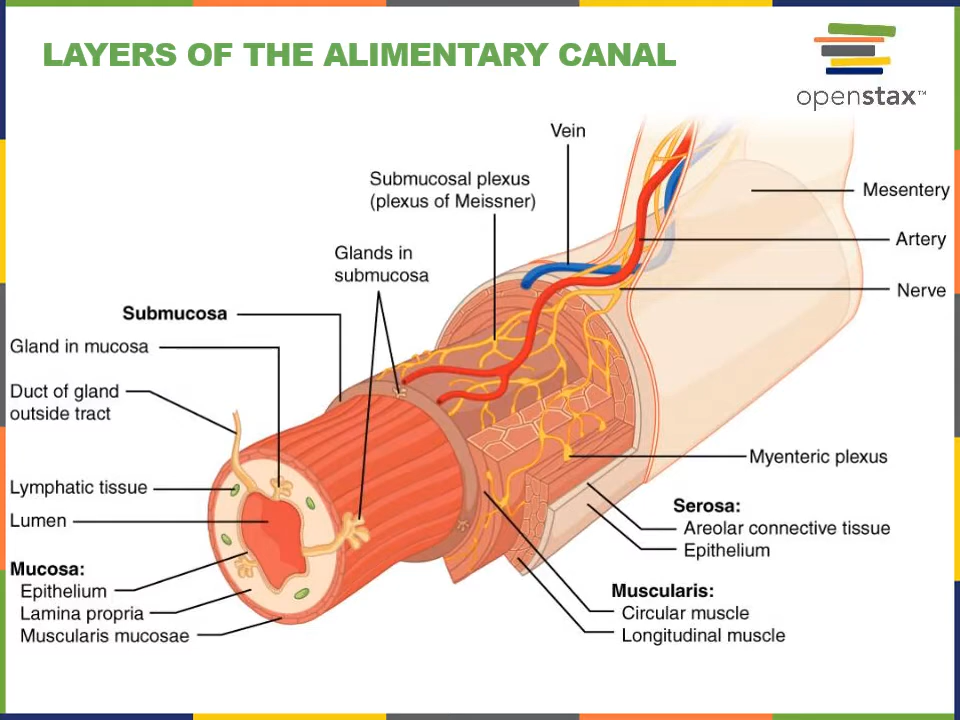 LAYERS OF THE ALIMENTARY CANAL
openstax™
Vein
Submucosal plexus
(plexus of Meissner)
Mesentery
Artery
Glands in
submucosa
Nerve
Submucosa
Gland in mucosa
Duct of gland
outside tract
Myenteric plexus
Lymphatic tissue
Lumen
Serosa:
Areolar connective tissue
Epithelium
Mucosa:
Epithelium
Lamina propria
Muscularis mucosae
Muscularis:
Circular muscle
Longitudinal muscle